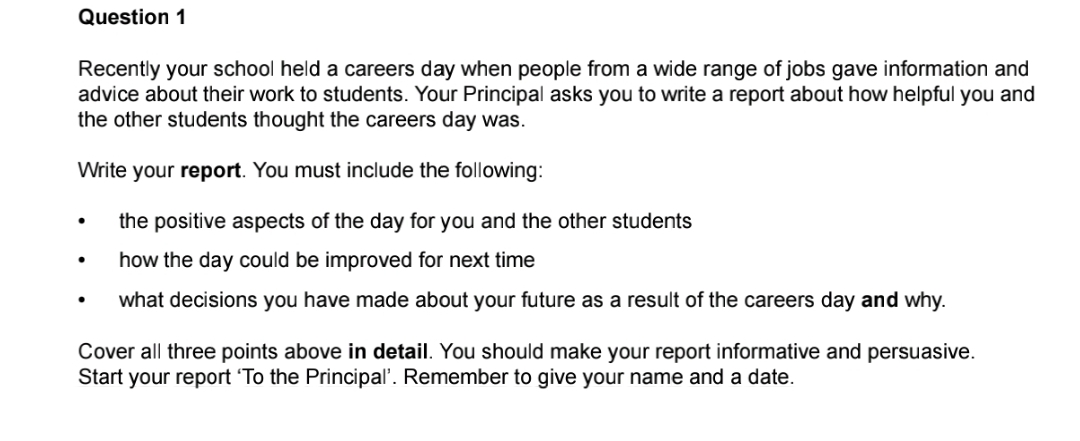 Question 1
Recently your school held a careers day when people from a wide range of jobs gave information and
advice about their work to students. Your Principal asks you to write a report about how helpful you and
the other students thought the careers day was.
Write your report. You must include the following:
• the positive aspects of the day for you and the other students
• how the day could be improved for next time
• what decisions you have made about your future as a result of the careers day and why.
Cover all three points above in detail. You should make your report informative and persuasive.
Start your report ‘To the Principal’. Remember to give your name and a date.